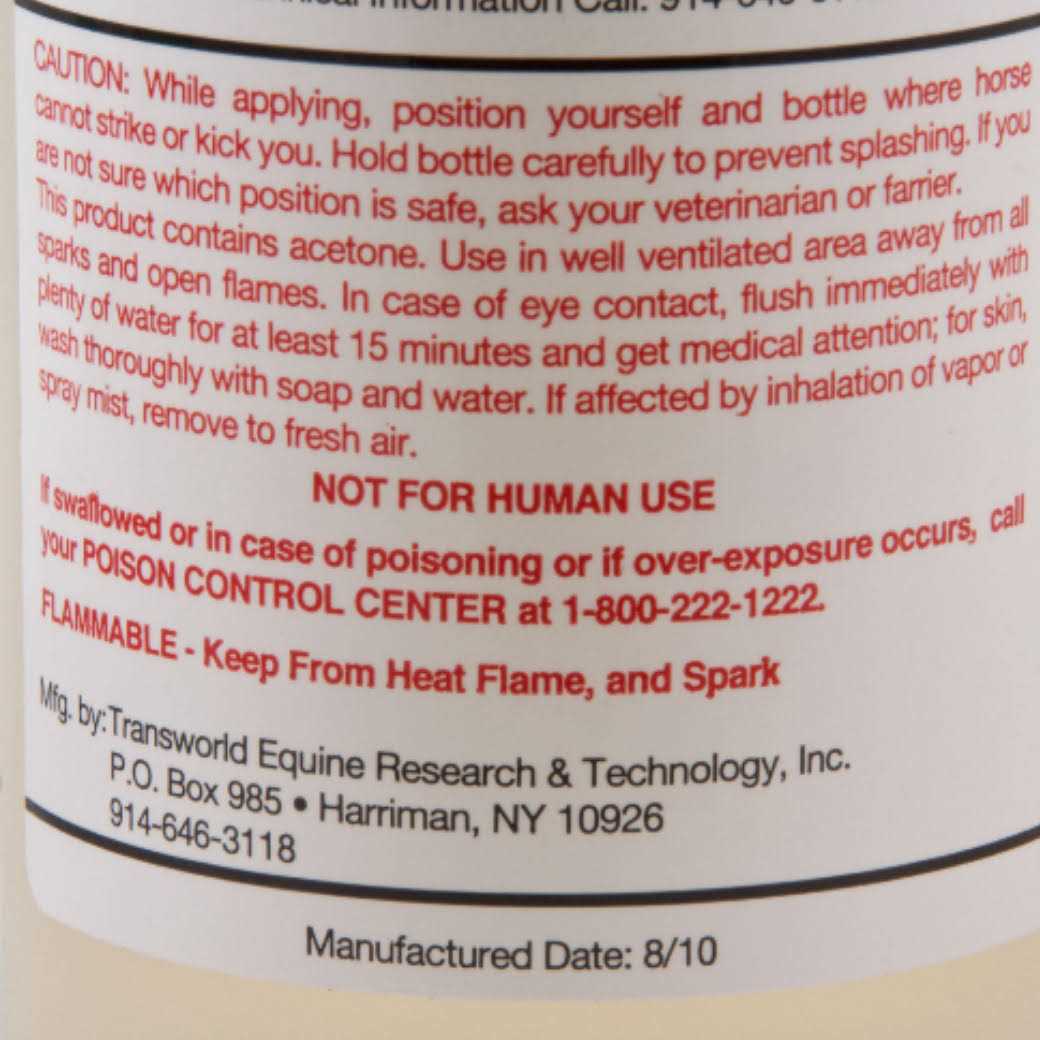 Information Call: 914-646-
CAUTION: While applying, position yourself and bottle where horse
cannot strike or kick you. Hold bottle carefully to prevent splashing. If you
are not sure which position is safe, ask your veterinarian or farrier.
This product contains acetone. Use in well ventilated area away from all
sparks and open flames. In case of eye contact, flush immediately with
plenty of water for at least 15 minutes and get medical attention; for skin,
wash thoroughly with soap and water. If affected by inhalation of vapor or
spray mist, remove to fresh air.
NOT FOR HUMAN USE
If swallowed or in case of poisoning or if over-exposure occurs, call
your POISON CONTROL CENTER at 1-800-222-1222.
FLAMMABLE - Keep From Heat Flame, and Spark
Mfg. by:Transworld Equine Research & Technology, Inc.
P.O. Box 985 • Harriman, NY 10926
914-646-3118
Manufactured Date: 8/10